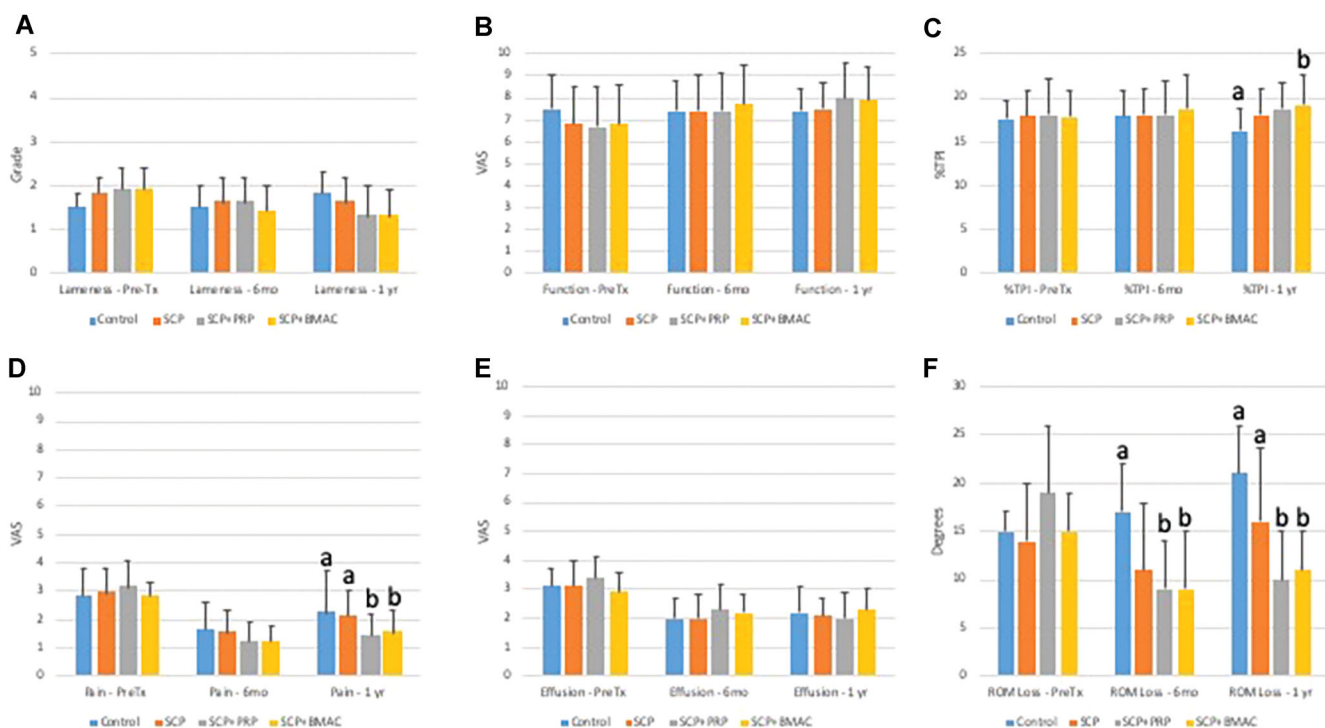 A
5
4
3
2
1
0
Grade
Lameness - Pre-Tx Lameness - 6mo Lameness - 1 yr
Control SCP SCP+PRP SCP+BMAC
B
10
9
8
7
6
5
4
3
2
1
0
VAS
Function - PreTx Function - 6mo Function - 1 yr
Control SCP SCP+PRP SCP+BMAC
C
25
20
15
10
5
0
%TPI
a b
%TPI - PreTx %TPI - 6mo %TPI - 1 yr
Control SCP SCP+PRP SCP+BMAC
D
10
9
8
7
6
5
4
3
2
1
0
VAS
a a b b
Pain - PreTx Pain - 6mo Pain - 1 yr
Control SCP SCP+PRP SCP+BMAC
E
10
9
8
7
6
5
4
3
2
1
0
VAS
Effusion - PreTx Effusion - 6mo Effusion - 1 yr
Control SCP SCP+PRP SCP+BMAC
F
30
25
20
15
10
5
0
Degrees
a b b a a b b
ROM Loss - PreTx ROM Loss - 6mo ROM Loss - 1 yr
Control SCP SCP+PRP SCP+BMAC